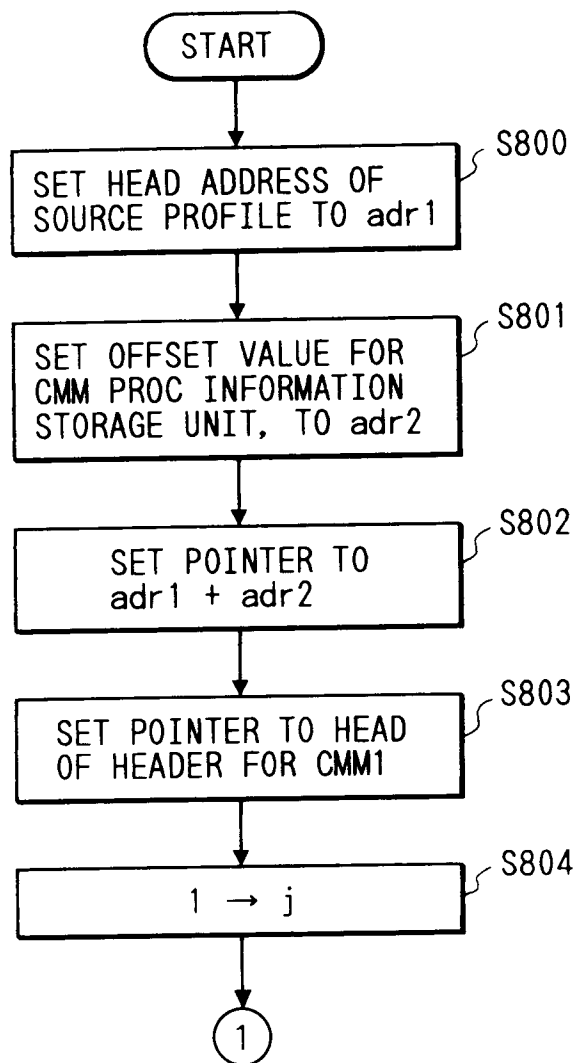 START
S800
SET HEAD ADDRESS OF
SOURCE PROFILE TO adr1
S801
SET OFFSET VALUE FOR
CMM PROC INFORMATION
STORAGE UNIT, TO adr2
S802
SET POINTER TO
adr1 + adr2
S803
SET POINTER TO HEAD
OF HEADER FOR CMM1
S804
1 → j
1